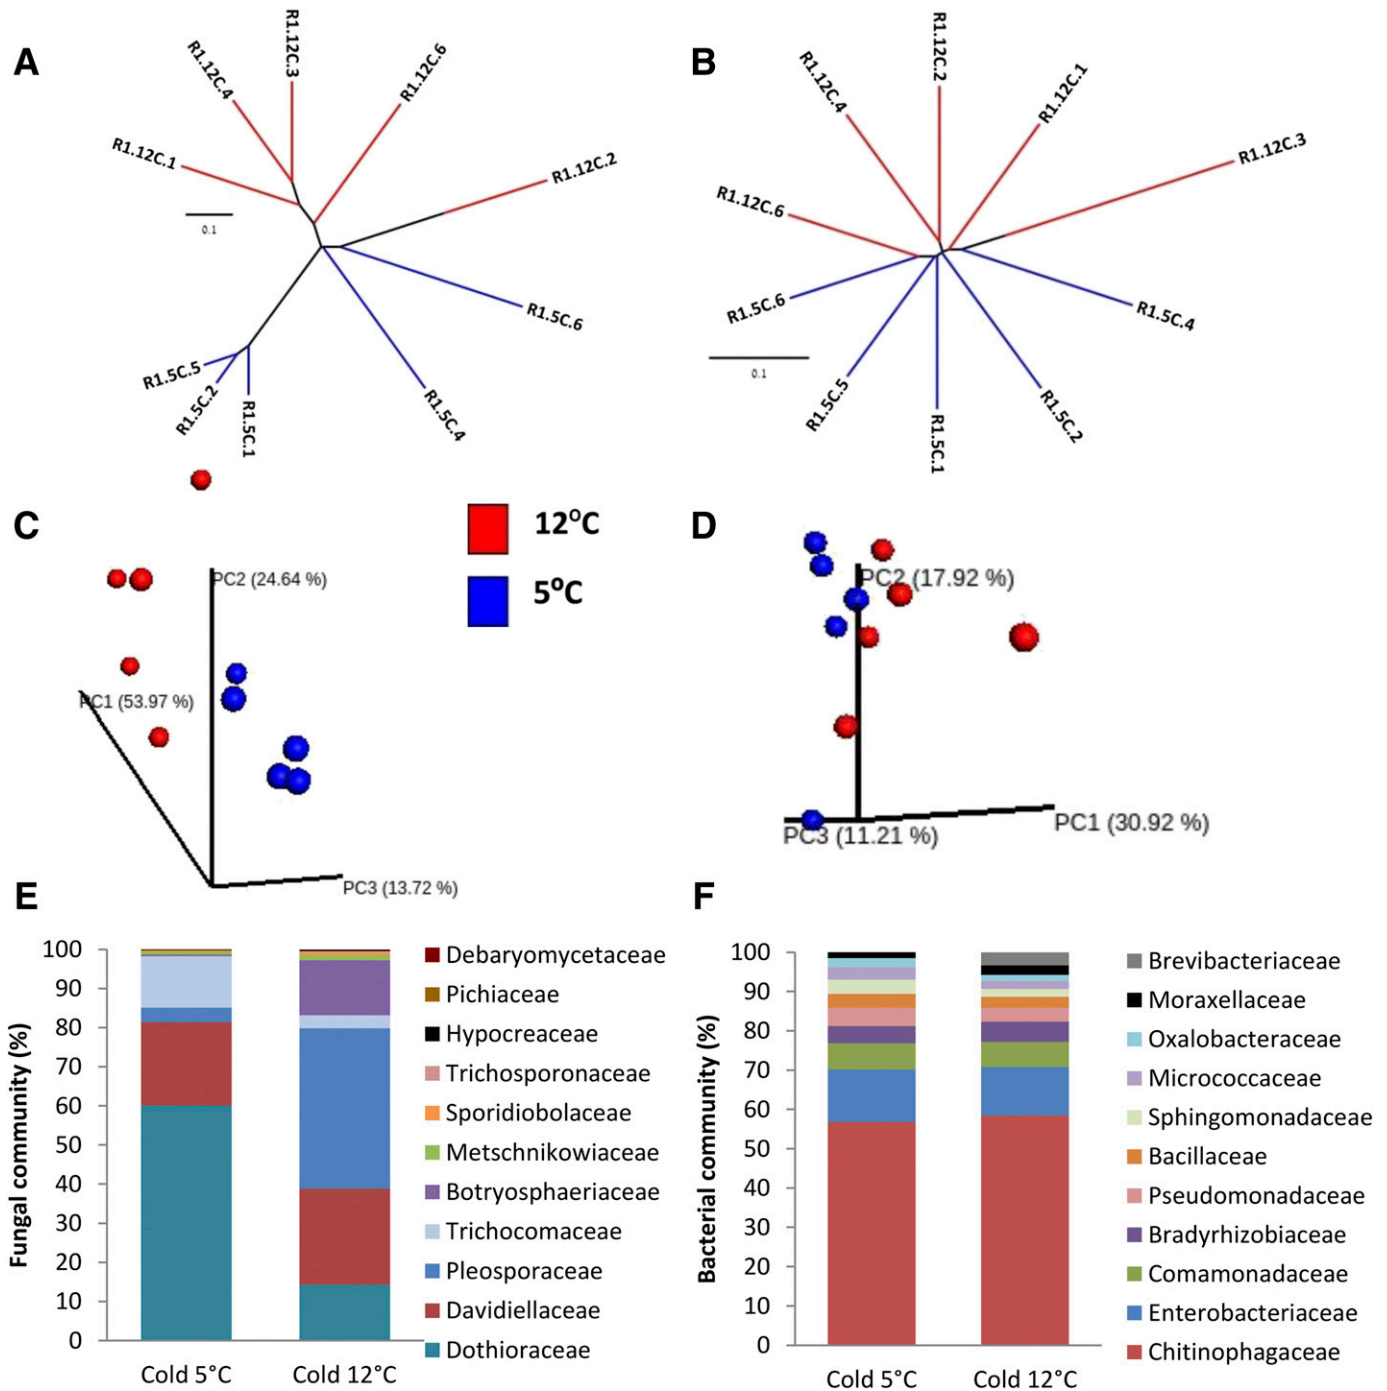 A
R1.12C.1
R1.12C.4
R1.12C.3
R1.12C.6
R1.12C.2
0.1
R1.5C.6
R1.5C.5
R1.5C.2
R1.5C.1
R1.5C.4
B
R1.12C.6
R1.12C.4
R1.12C.2
R1.12C.1
R1.12C.3
R1.5C.6
R1.5C.4
0.1
R1.5C.5
R1.5C.1
R1.5C.2
C
PC2 (24.64 %)
PC1 (53.97 %)
PC3 (13.72 %)
12°C
5°C
D
PC2 (17.92 %)
PC3 (11.21 %)
PC1 (30.92 %)
E
Fungal community (%)
100
90
80
70
60
50
40
30
20
10
0
Cold 5°C
Cold 12°C
Debaryomycetaceae
Pichiaceae
Hypocreaceae
Trichosporonaceae
Sporidiobolaceae
Metschnikowiaceae
Botryosphaeriaceae
Trichocomaceae
Pleosporaceae
Davidiellaceae
Dothioraceae
F
Bacterial community (%)
100
90
80
70
60
50
40
30
20
10
0
Cold 5°C
Cold 12°C
Brevibacteriaceae
Moraxellaceae
Oxalobacteraceae
Micrococcaceae
Sphingomonadaceae
Bacillaceae
Pseudomonadaceae
Bradyrhizobiaceae
Comamonadaceae
Enterobacteriaceae
Chitinophagaceae